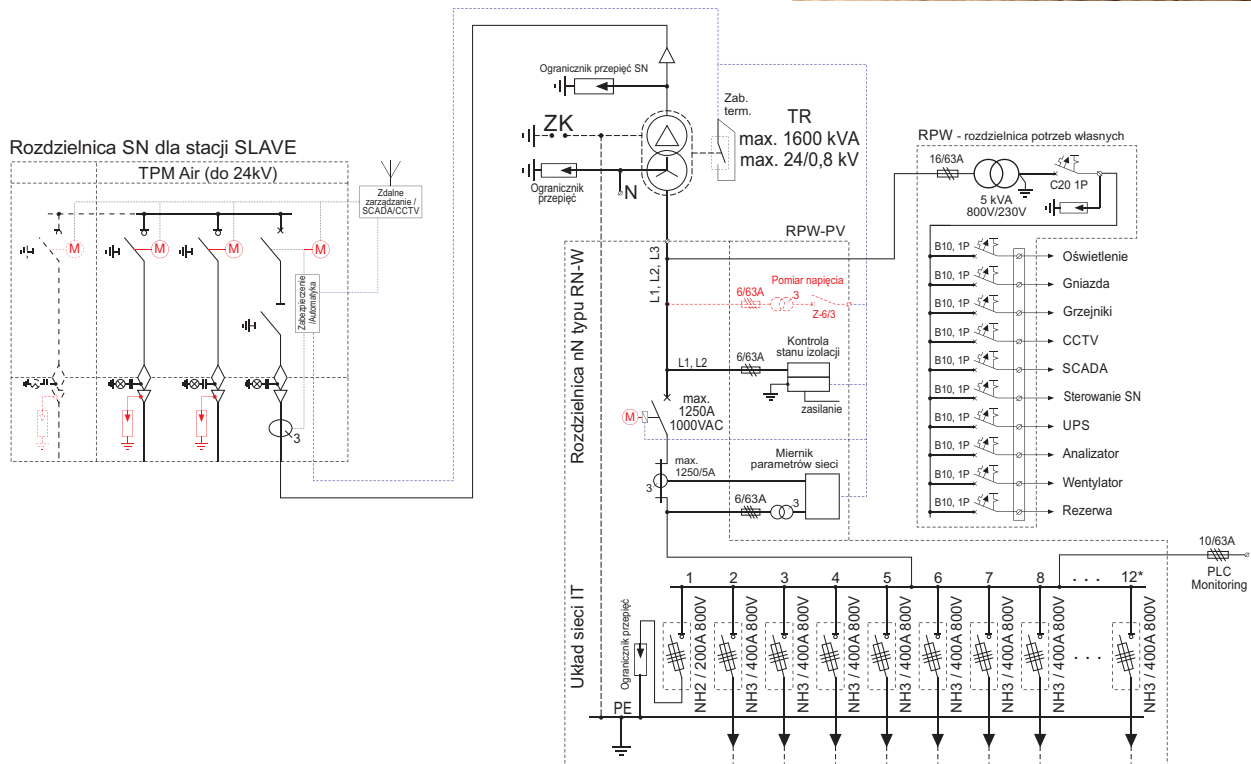 Rozdzielnica SN dla stacji SLAVE
TPM Air (do 24kV)
M
M
M
M
Zdalne
zarządzanie /
SCADA/CCTV
Zabezpieczenie
/Automatyka
3
Ogranicznik przepięć SN
ZK
Ogranicznik
przepięć
N
Zab.
term.
TR
max. 1600 kVA
max. 24/0,8 kV
RPW - rozdzielnica potrzeb własnych
16/63A
5 kVA
800V/230V
C20 1P
B10, 1P
Oświetlenie
B10, 1P
Gniazda
B10, 1P
Grzejniki
B10, 1P
CCTV
B10, 1P
SCADA
B10, 1P
Sterowanie SN
B10, 1P
UPS
B10, 1P
Analizator
B10, 1P
Wentylator
B10, 1P
Rezerwa
Rozdzielnica nN typu RN-W
RPW-PV
L1, L2, L3
Pomiar napięcia
6/63A
3
Z-6/3
L1, L2
6/63A
Kontrola
stanu izolacji
zasilanie
M
max.
1250A
1000VAC
max.
1250/5A
3
Miernik
parametrów sieci
6/63A
3
10/63A
PLC
Monitoring
Układ sieci IT
Ogranicznik przepięć
PE
1
2
3
4
5
6
7
8
. . .
12*
NH2 / 200A 800V
NH3 / 400A 800V
NH3 / 400A 800V
NH3 / 400A 800V
NH3 / 400A 800V
NH3 / 400A 800V
NH3 / 400A 800V
NH3 / 400A 800V
. . .
NH3 / 400A 800V